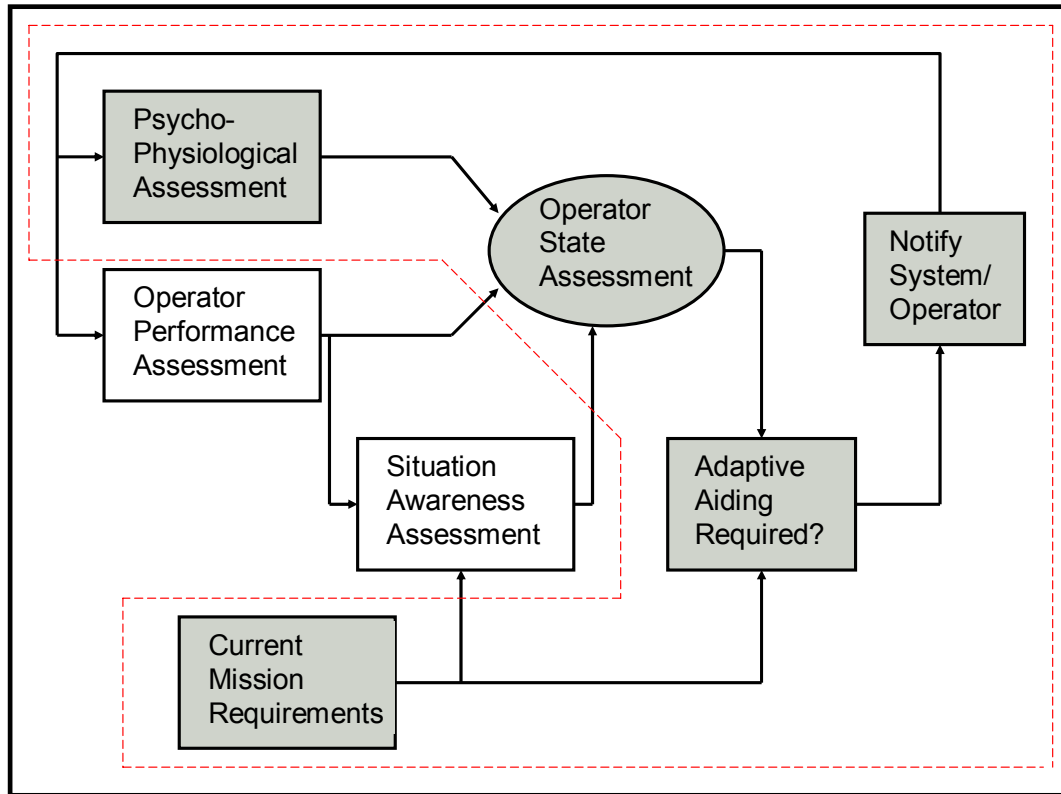 Psycho-
Physiological
Assessment
Operator
State
Assessment
Notify
System/
Operator
Operator
Performance
Assessment
Situation
Awareness
Assessment
Adaptive
Aiding
Required?
Current
Mission
Requirements